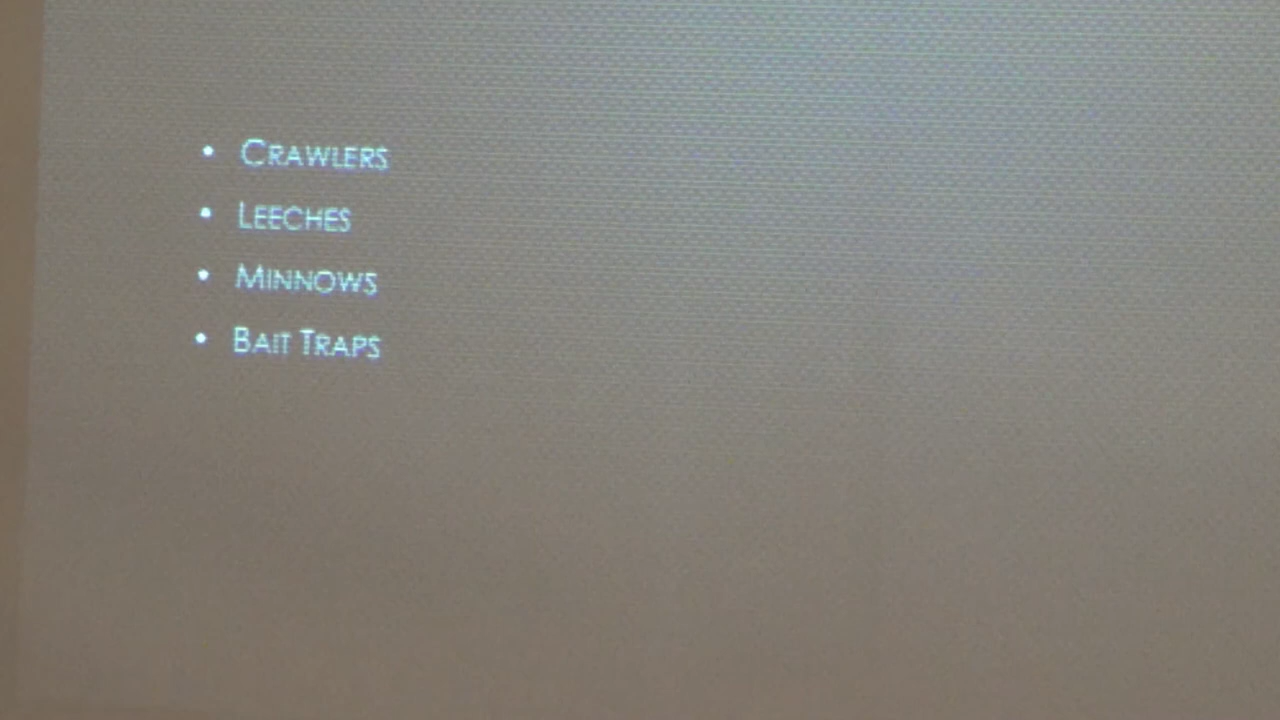 • Crawlers
• Leeches
• Minnows
• Bait Traps